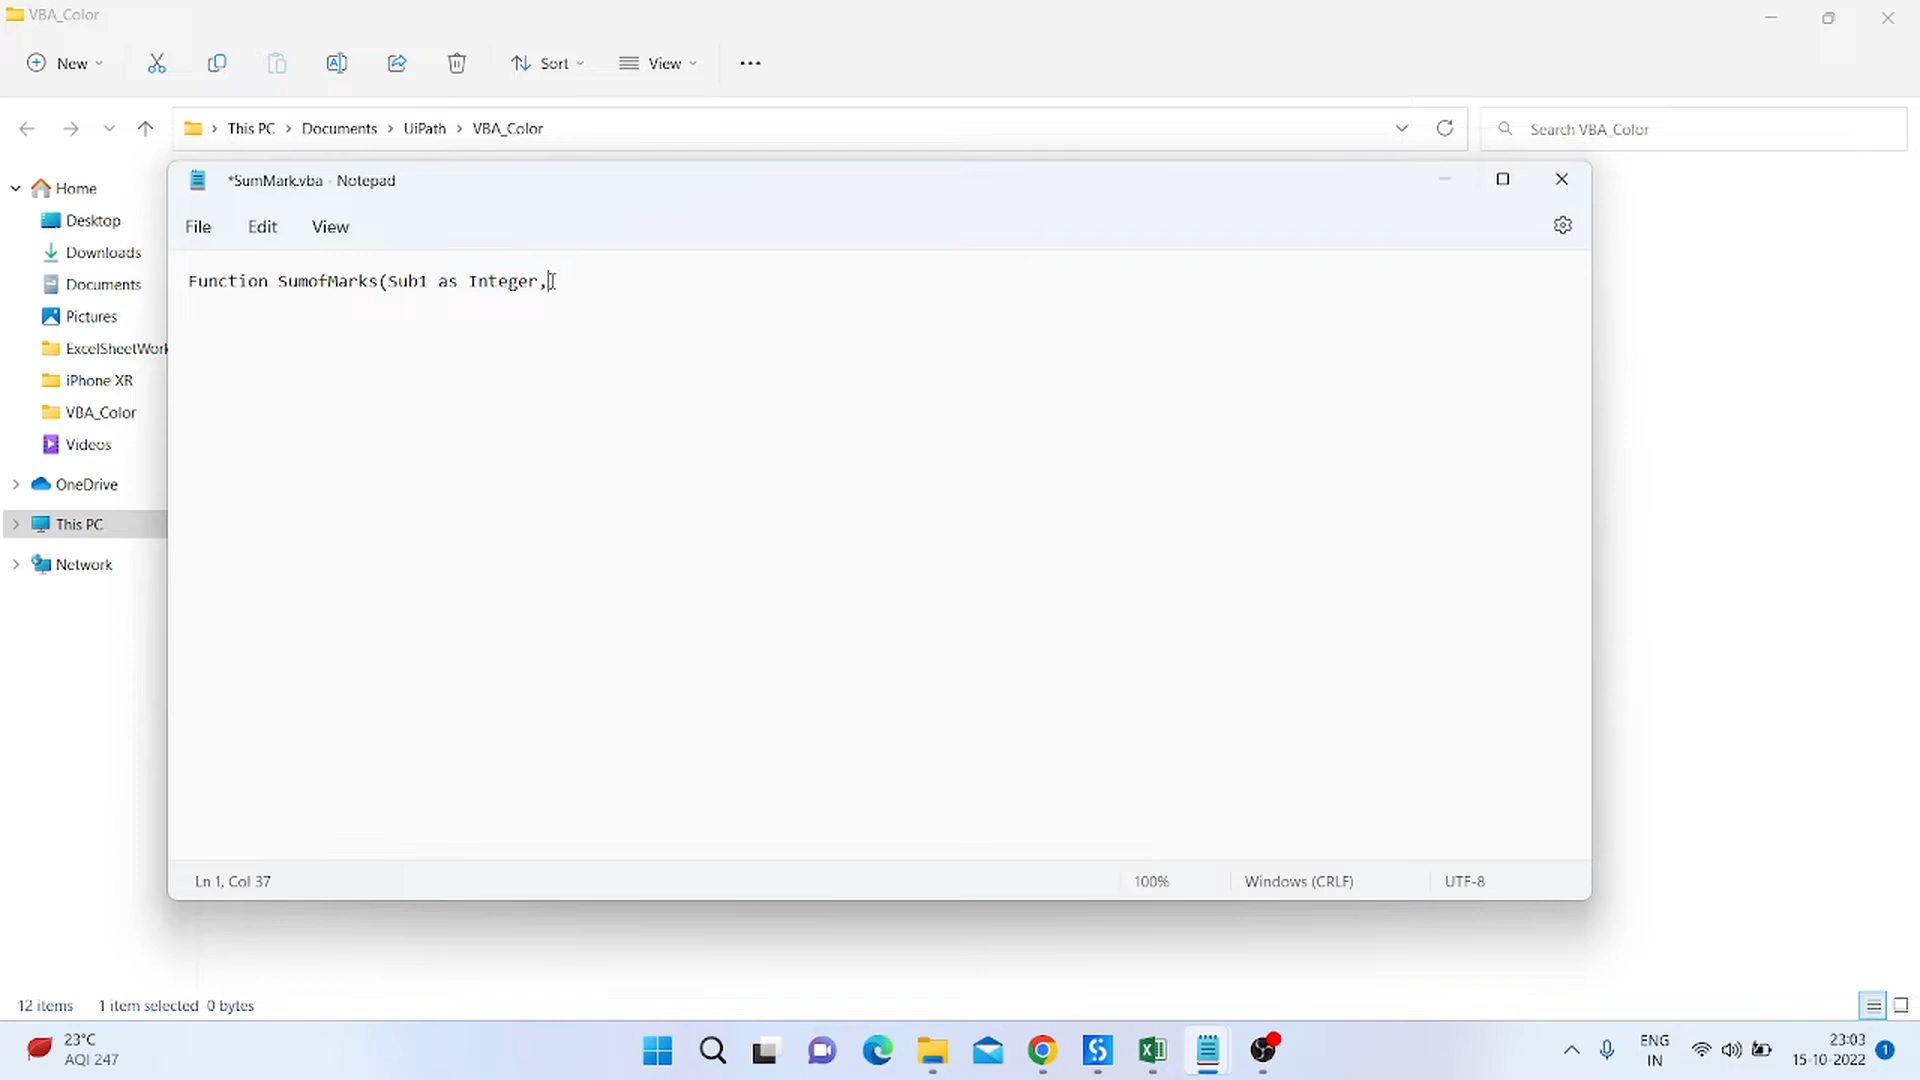 VBA_Color
New
Sort
View
This PC > Documents > UiPath > VBA_Color
Search VBA_Color
Home
Desktop
Downloads
Documents
Pictures
ExcelSheetWork
iPhone XR
VBA_Color
Videos
OneDrive
This PC
Network
*SumMark.vba - Notepad
File Edit View
Function SumofMarks(Sub1 as Integer,
Ln 1, Col 37
100%
Windows (CRLF)
UTF-8
12 items 1 item selected 0 bytes
23°C
AQI 247
ENG
IN
23:03
15-10-2022
1